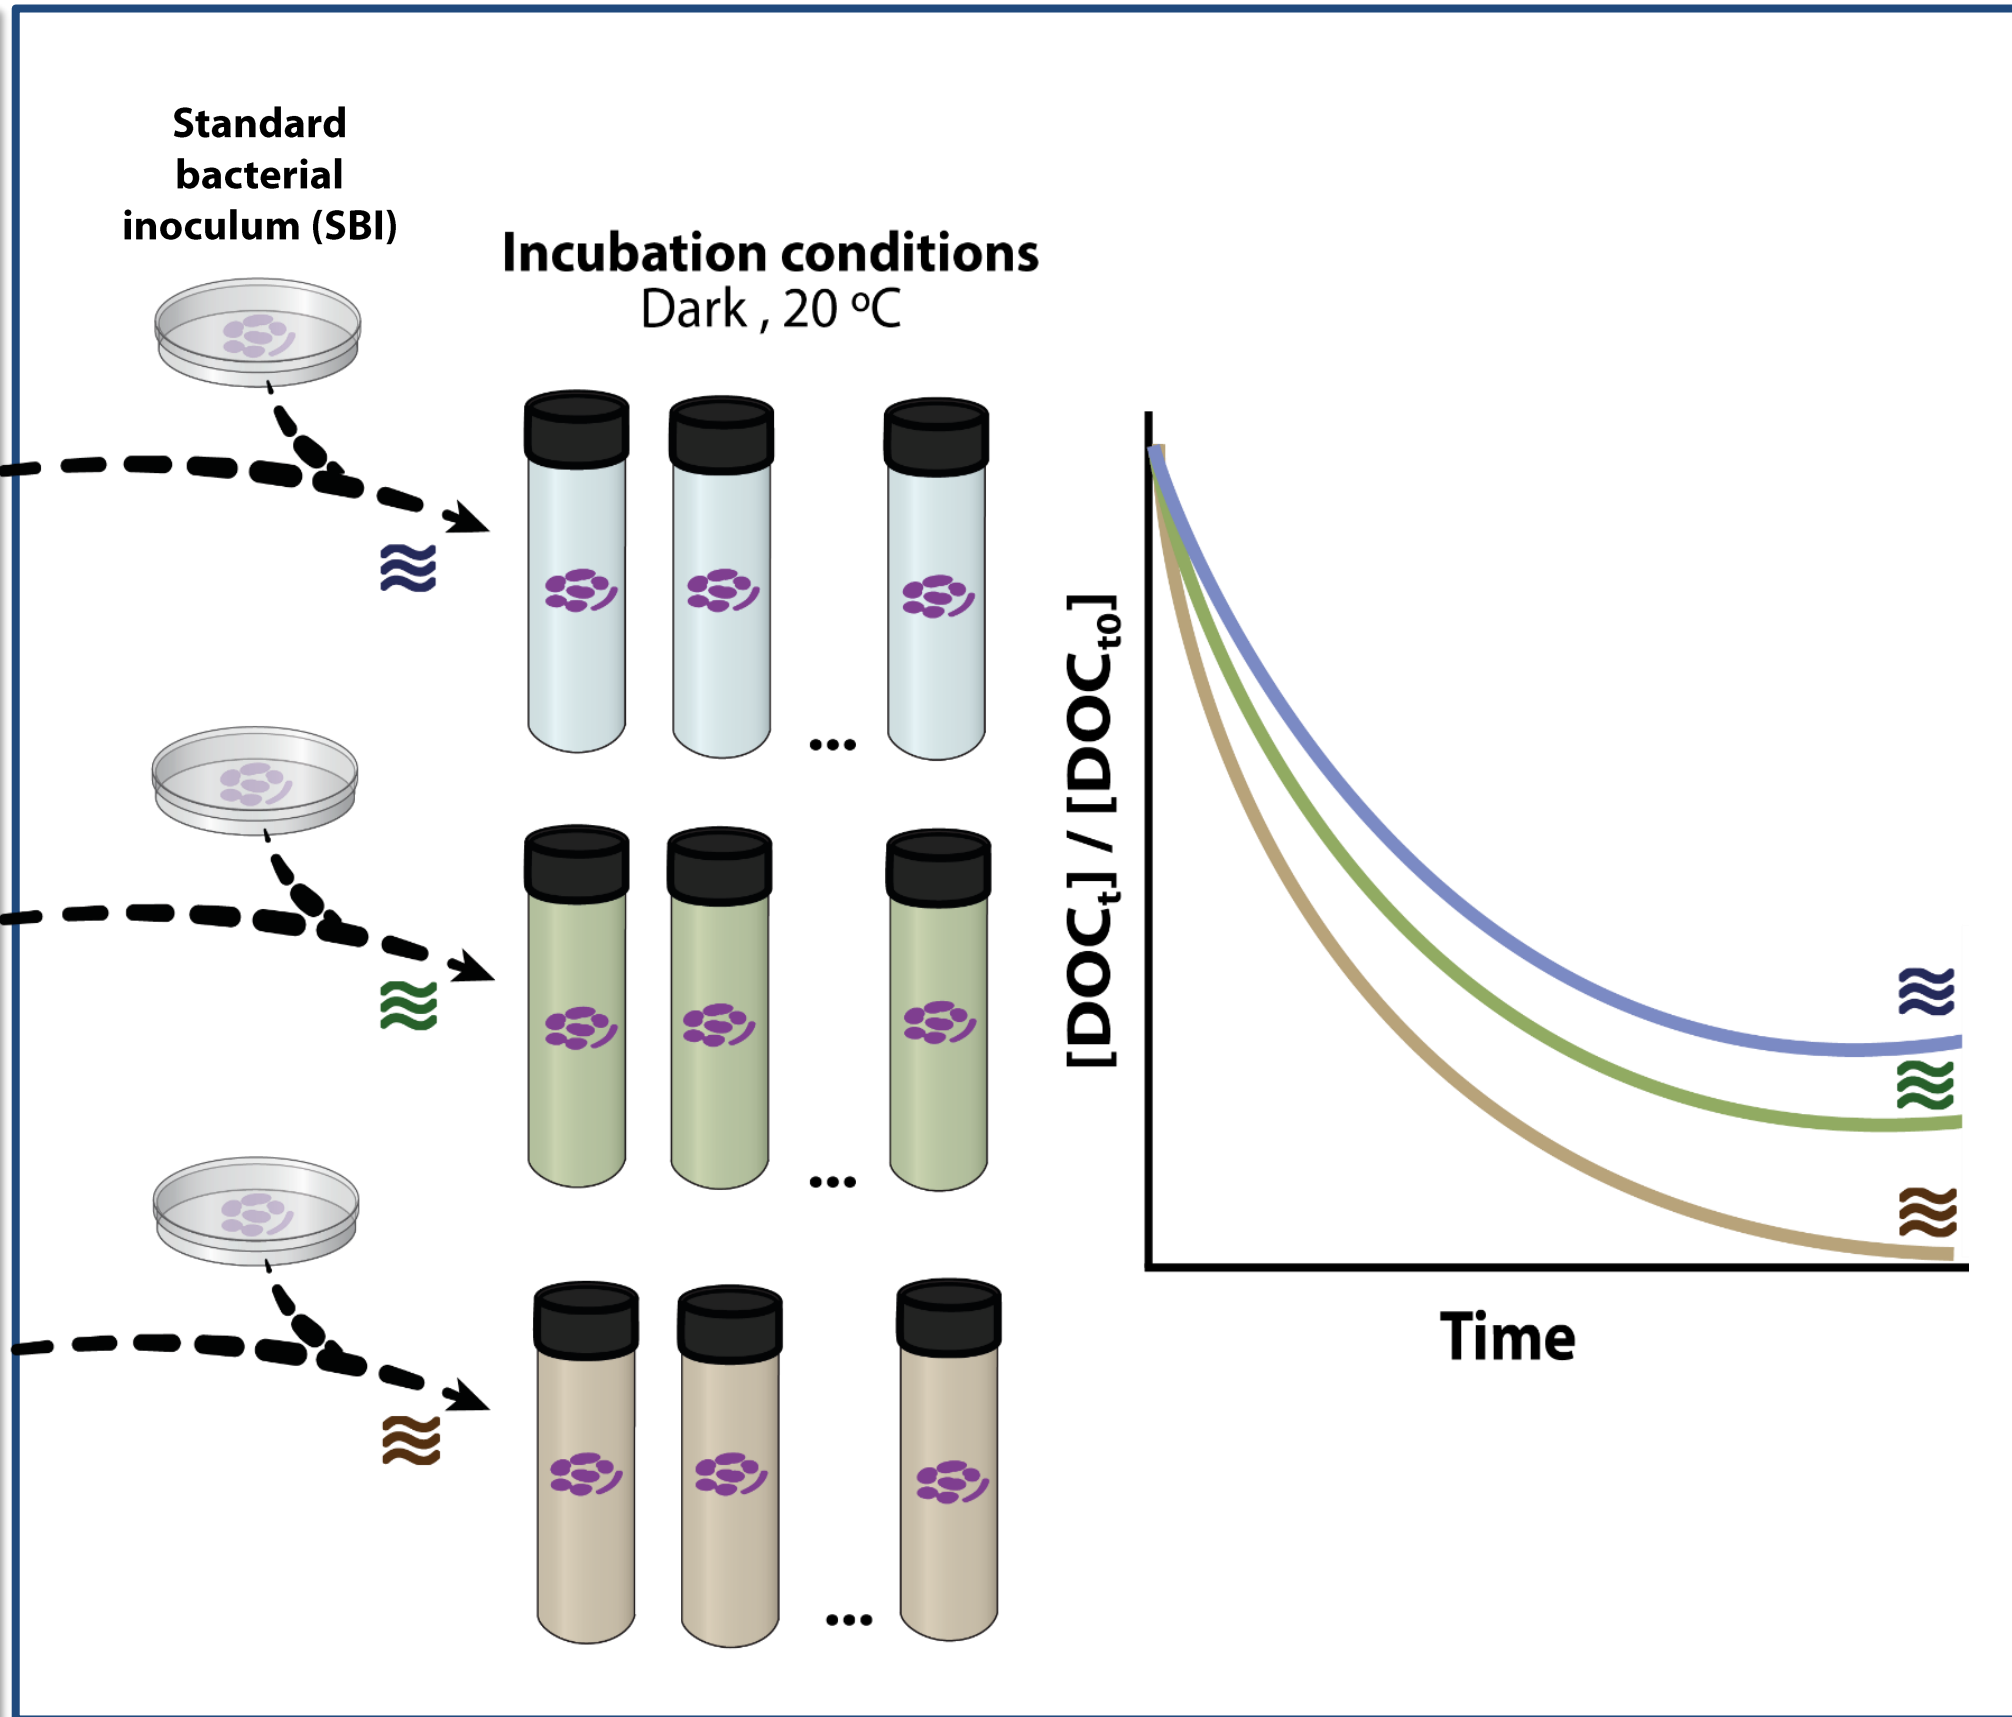 Standard
bacterial
inoculum (SBI)
Incubation conditions
Dark , 20 ºC
...
...
...
[DOCt] / [DOCt0]
Time